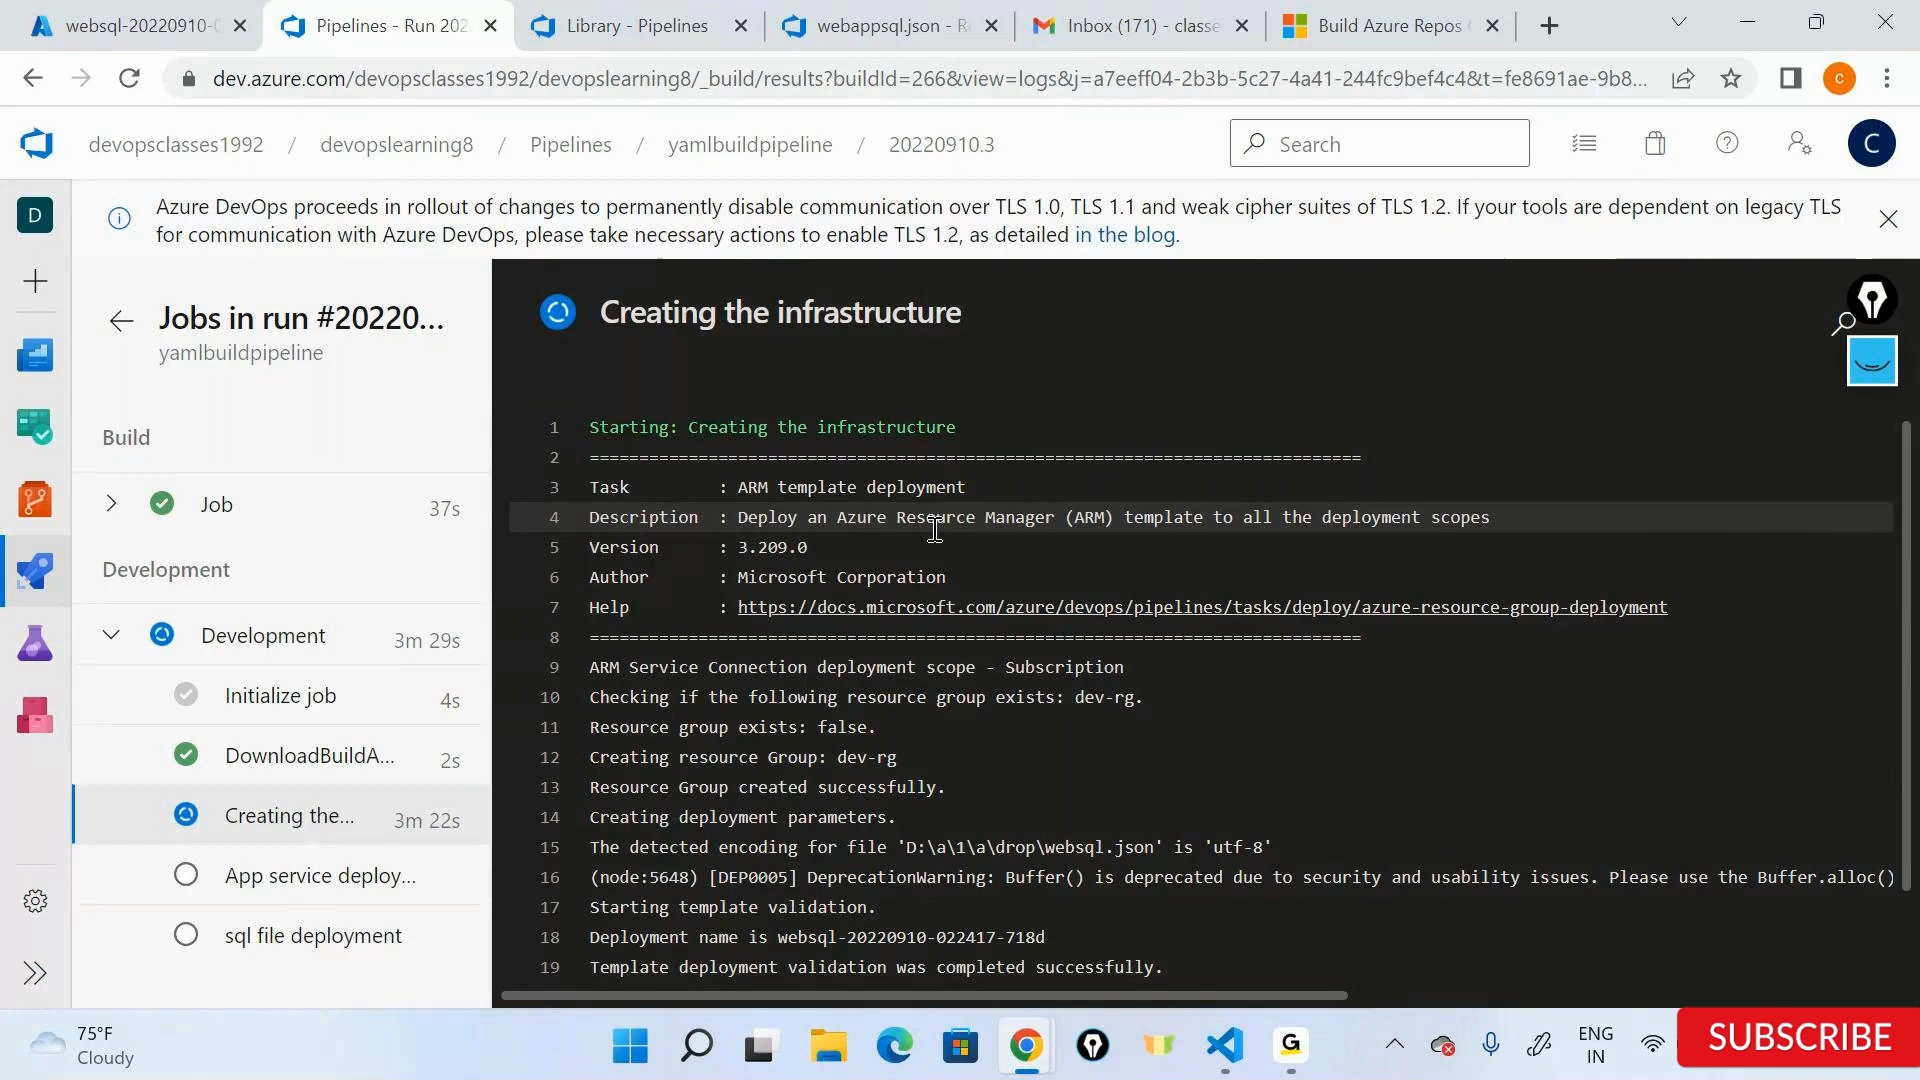 websql-20220910-0
Pipelines - Run 202
Library - Pipelines
webappsql.json - Re
Inbox (171) - classe
Build Azure Repos
dev.azure.com/devopsclasses1992/devopslearning8/_build/results?buildId=266&view=logs&j=a7eeff04-2b3b-5c27-4a41-244fc9bef4c4&t=fe8691ae-9b8...
c
devopsclasses1992 / devopslearning8 / Pipelines / yamlbuildpipeline / 20220910.3
Search
C
D
Azure DevOps proceeds in rollout of changes to permanently disable communication over TLS 1.0, TLS 1.1 and weak cipher suites of TLS 1.2. If your tools are dependent on legacy TLS
for communication with Azure DevOps, please take necessary actions to enable TLS 1.2, as detailed in the blog.
Jobs in run #20220...
yamlbuildpipeline
Build
Job 37s
Development
Development 3m 29s
Initialize job 4s
DownloadBuildA... 2s
Creating the... 3m 22s
App service deploy...
sql file deployment
Creating the infrastructure
1 Starting: Creating the infrastructure
2 ==============================================================================
3 Task : ARM template deployment
4 Description : Deploy an Azure Resource Manager (ARM) template to all the deployment scopes
5 Version : 3.209.0
6 Author : Microsoft Corporation
7 Help : https://docs.microsoft.com/azure/devops/pipelines/tasks/deploy/azure-resource-group-deployment
8 ==============================================================================
9 ARM Service Connection deployment scope - Subscription
10 Checking if the following resource group exists: dev-rg.
11 Resource group exists: false.
12 Creating resource Group: dev-rg
13 Resource Group created successfully.
14 Creating deployment parameters.
15 The detected encoding for file 'D:\a\1\a\drop\websql.json' is 'utf-8'
16 (node:5648) [DEP0005] DeprecationWarning: Buffer() is deprecated due to security and usability issues. Please use the Buffer.alloc()
17 Starting template validation.
18 Deployment name is websql-20220910-022417-718d
19 Template deployment validation was completed successfully.
75°F
Cloudy
G
ENG
IN
SUBSCRIBE